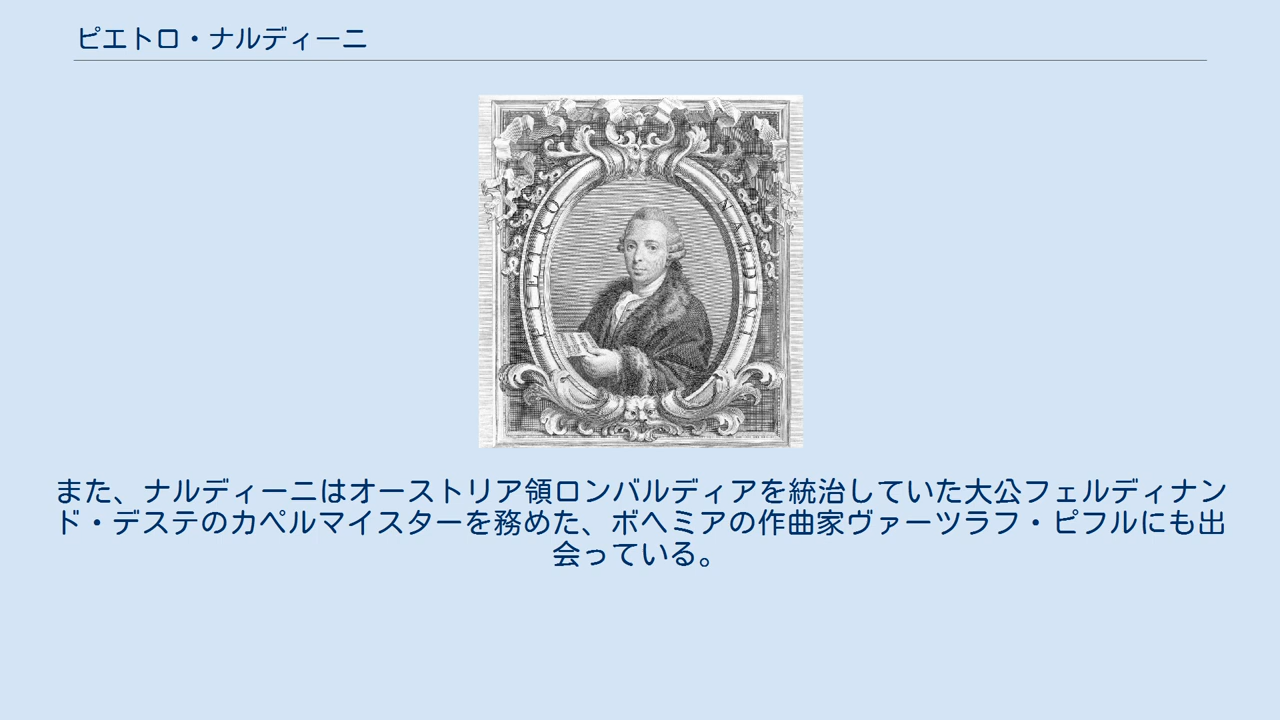 ピエトロ・ナルディーニ
PIETRO NARDINI
また、ナルディーニはオーストリア領ロンバルディアを統治していた大公フェルディナン
ド・デステのカペルマイスターを務めた、ボヘミアの作曲家ヴァーツラフ・ピフルにも出
会っている。